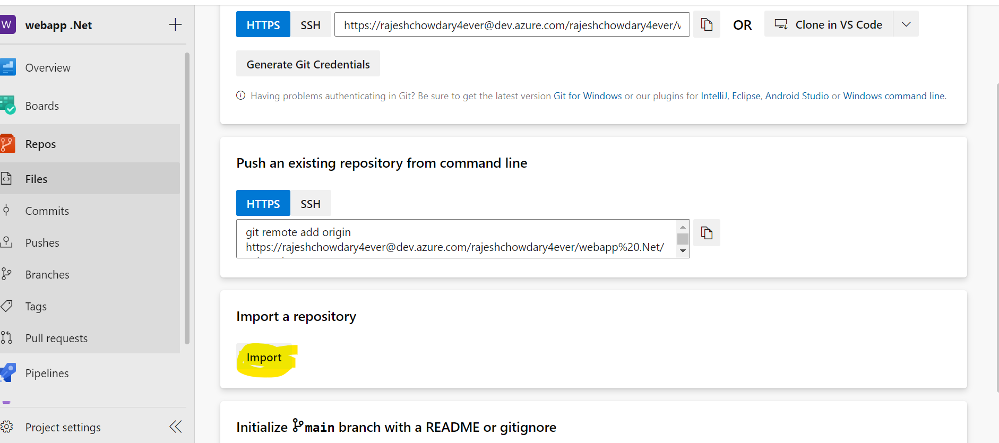 W webapp .Net
Overview
Boards
Repos
Files
Commits
Pushes
Branches
Tags
Pull requests
Pipelines
Project settings
HTTPS SSH https://rajeshchowdary4ever@dev.azure.com/rajeshchowdary4ever/ OR Clone in VS Code
Generate Git Credentials
Having problems authenticating in Git? Be sure to get the latest version Git for Windows or our plugins for IntelliJ, Eclipse, Android Studio or Windows command line.
Push an existing repository from command line
HTTPS SSH
git remote add origin
https://rajeshchowdary4ever@dev.azure.com/rajeshchowdary4ever/webapp%20.Net/
Import a repository
Import
Initialize main branch with a README or gitignore